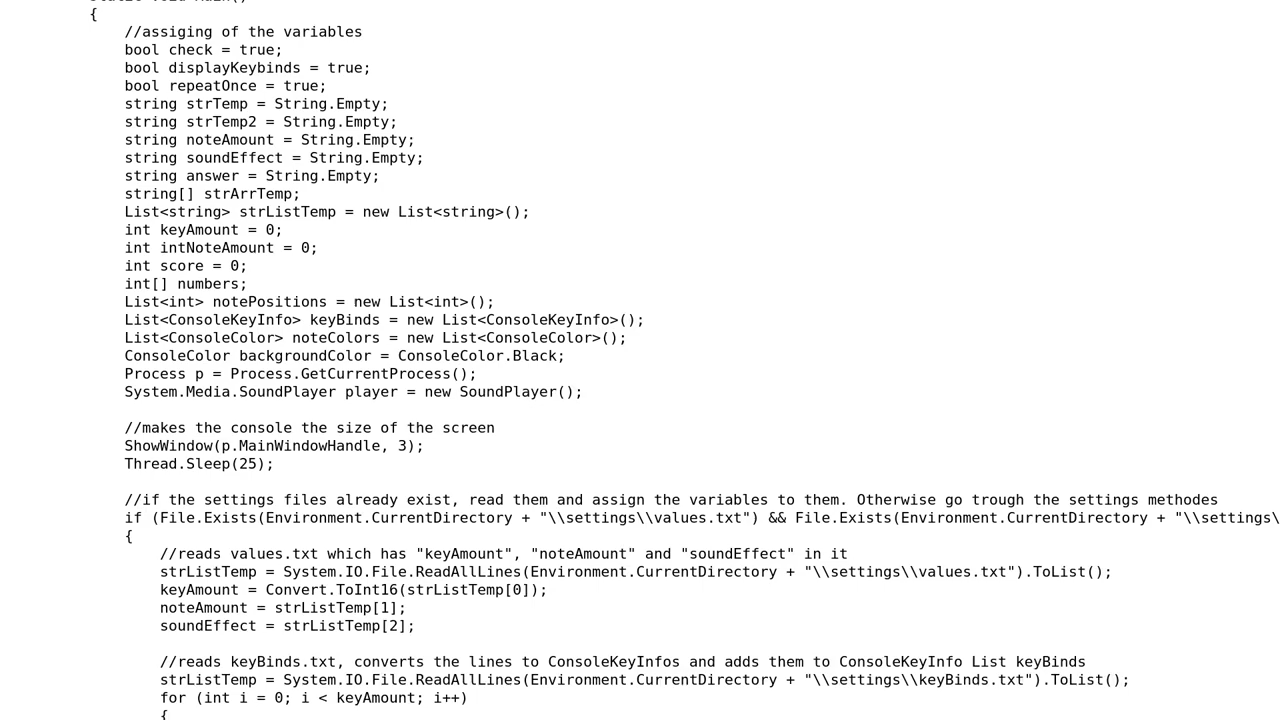 {
//assiging of the variables
bool check = true;
bool displayKeybinds = true;
bool repeatOnce = true;
string strTemp = String.Empty;
string strTemp2 = String.Empty;
string noteAmount = String.Empty;
string soundEffect = String.Empty;
string answer = String.Empty;
string[] strArrTemp;
List<string> strListTemp = new List<string>();
int keyAmount = 0;
int intNoteAmount = 0;
int score = 0;
int[] numbers;
List<int> notePositions = new List<int>();
List<ConsoleKeyInfo> keyBinds = new List<ConsoleKeyInfo>();
List<ConsoleColor> noteColors = new List<ConsoleColor>();
ConsoleColor backgroundColor = ConsoleColor.Black;
Process p = Process.GetCurrentProcess();
System.Media.SoundPlayer player = new SoundPlayer();
//makes the console the size of the screen
ShowWindow(p.MainWindowHandle, 3);
Thread.Sleep(25);
//if the settings files already exist, read them and assign the variables to them. Otherwise go trough the settings methodes
if (File.Exists(Environment.CurrentDirectory + "\\settings\\values.txt") && File.Exists(Environment.CurrentDirectory + "\\settings\
{
//reads values.txt which has "keyAmount", "noteAmount" and "soundEffect" in it
strListTemp = System.IO.File.ReadAllLines(Environment.CurrentDirectory + "\\settings\\values.txt").ToList();
keyAmount = Convert.ToInt16(strListTemp[0]);
noteAmount = strListTemp[1];
soundEffect = strListTemp[2];
//reads keyBinds.txt, converts the lines to ConsoleKeyInfos and adds them to ConsoleKeyInfo List keyBinds
strListTemp = System.IO.File.ReadAllLines(Environment.CurrentDirectory + "\\settings\\keyBinds.txt").ToList();
for (int i = 0; i < keyAmount; i++)
{